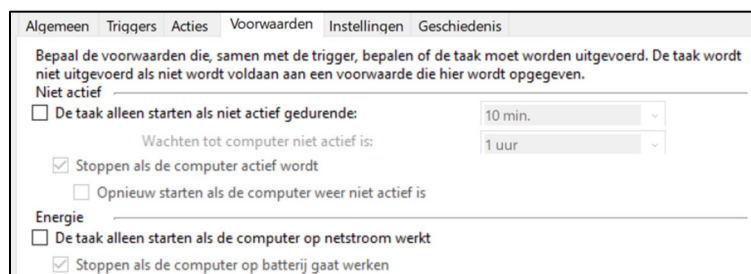 Algemeen Triggers Acties Voorwaarden Instellingen Geschiedenis
Bepaal de voorwaarden die, samen met de trigger, bepalen of de taak moet worden uitgevoerd. De taak wordt
niet uitgevoerd als niet wordt voldaan aan een voorwaarde die hier wordt opgegeven.
Niet actief
De taak alleen starten als niet actief gedurende: 10 min.
Wachten tot computer niet actief is: 1 uur
Stoppen als de computer actief wordt
Opnieuw starten als de computer weer niet actief is
Energie
De taak alleen starten als de computer op netstroom werkt
Stoppen als de computer op batterij gaat werken